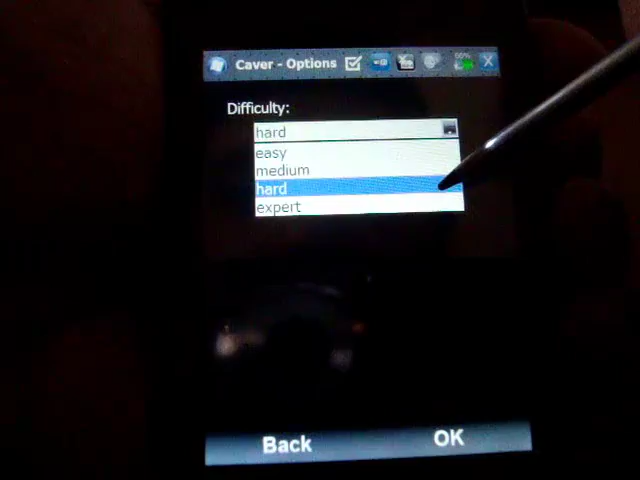 Caver - Options
Difficulty:
hard
easy
medium
hard
expert
Back
OK